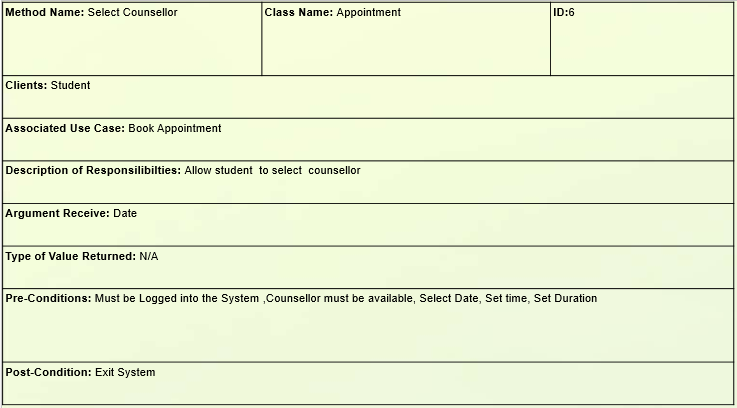 Method Name: Select Counsellor
Class Name: Appointment
ID:6
Clients: Student
Associated Use Case: Book Appointment
Description of Responsilibilties: Allow student  to select  counsellor
Argument Receive: Date
Type of Value Returned: N/A
Pre-Conditions: Must be Logged into the System ,Counsellor must be available, Select Date, Set time, Set Duration
Post-Condition: Exit System